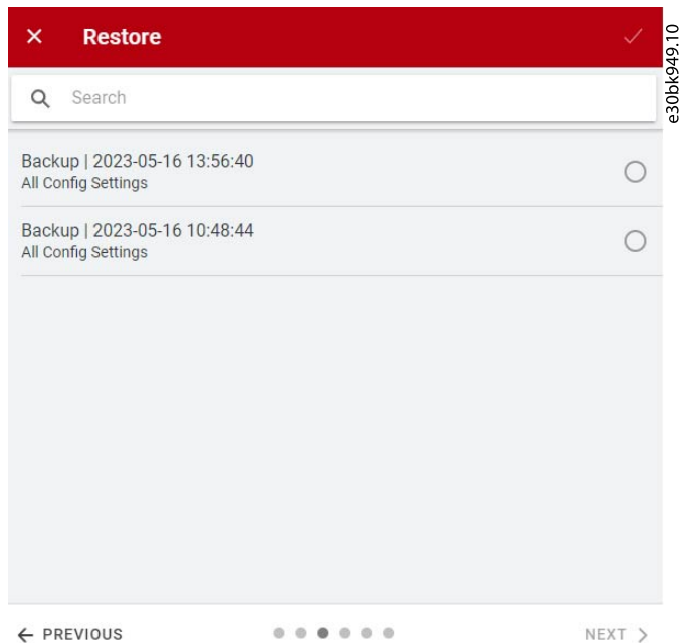 Restore
Search
Backup | 2023-05-16 13:56:40
All Config Settings
Backup | 2023-05-16 10:48:44
All Config Settings
PREVIOUS
NEXT
e30bk949.10